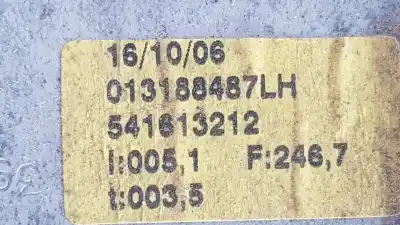 16/10/06
013188487LH
541613212
I:005,1 F:246,7
t:003,5